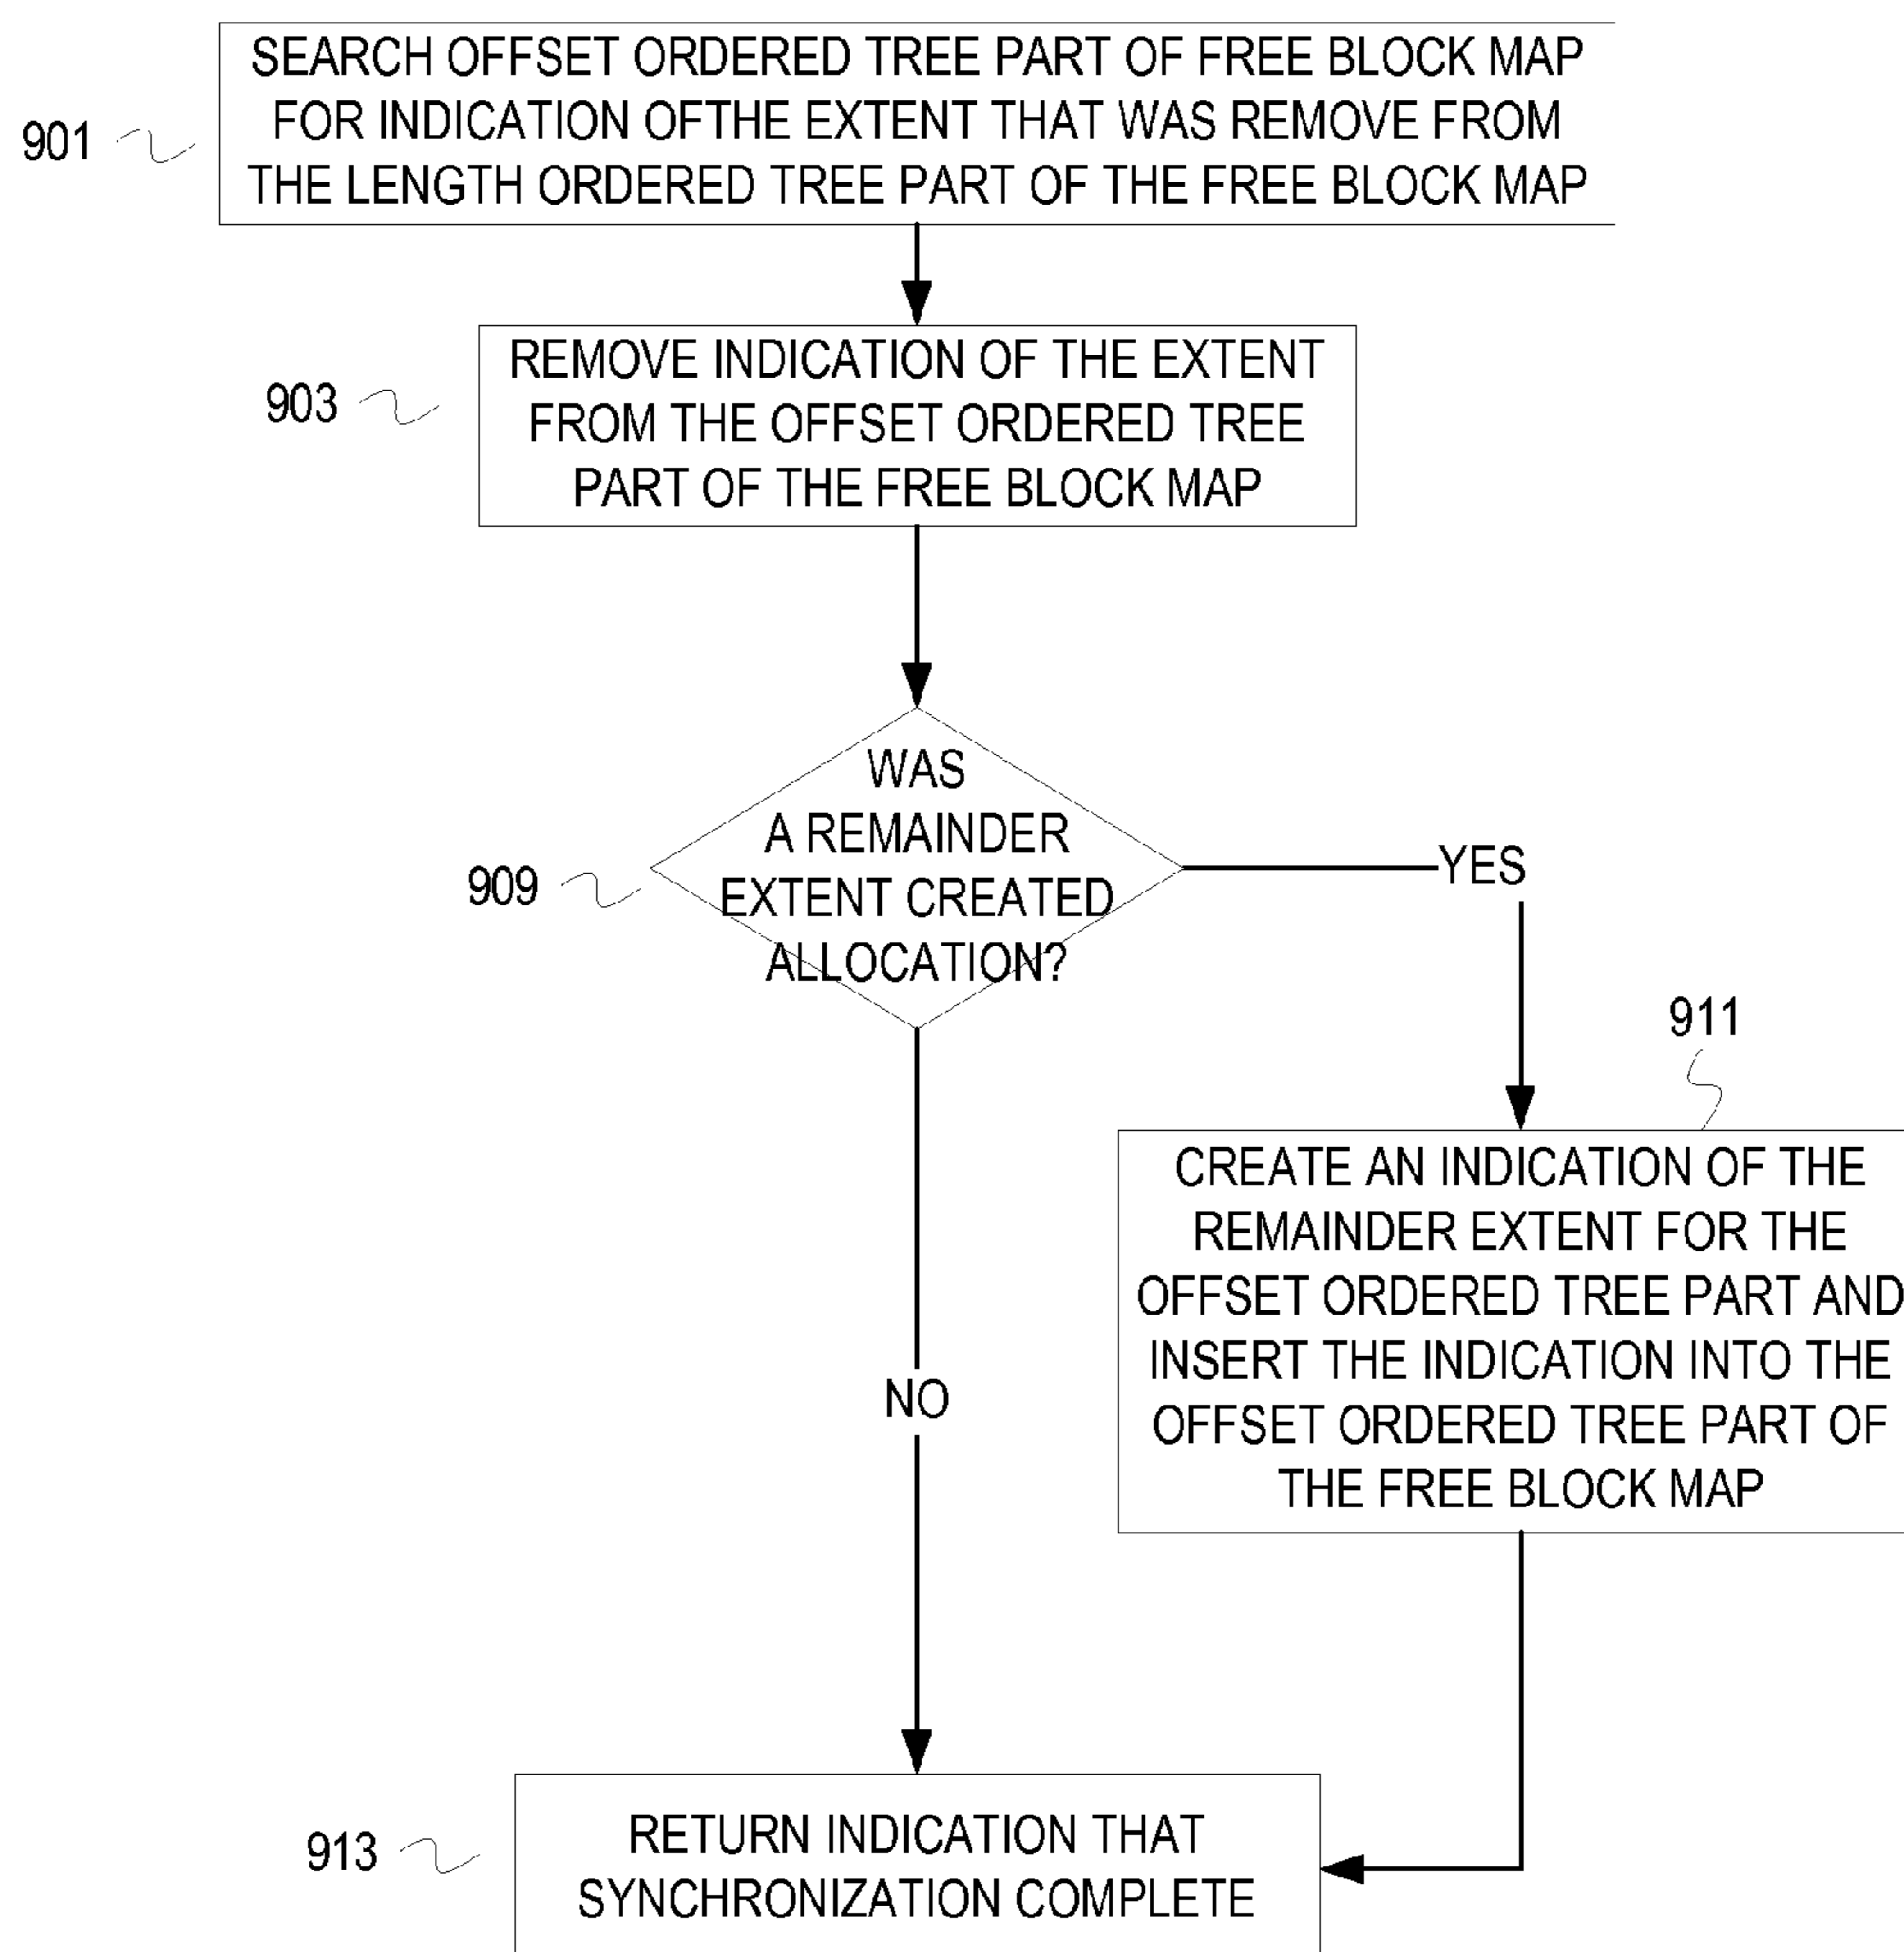 SEARCH OFFSET ORDERED TREE PART OF FREE BLOCK MAP
FOR INDICATION OFTHE EXTENT THAT WAS REMOVE FROM
THE LENGTH ORDERED TREE PART OF THE FREE BLOCK MAP
901
REMOVE INDICATION OF THE EXTENT
FROM THE OFFSET ORDERED TREE
PART OF THE FREE BLOCK MAP
903
WAS
A REMAINDER
EXTENT CREATED
ALLOCATION?
909
YES
911
CREATE AN INDICATION OF THE
REMAINDER EXTENT FOR THE
OFFSET ORDERED TREE PART AND
INSERT THE INDICATION INTO THE
OFFSET ORDERED TREE PART OF
THE FREE BLOCK MAP
NO
913
RETURN INDICATION THAT
SYNCHRONIZATION COMPLETE